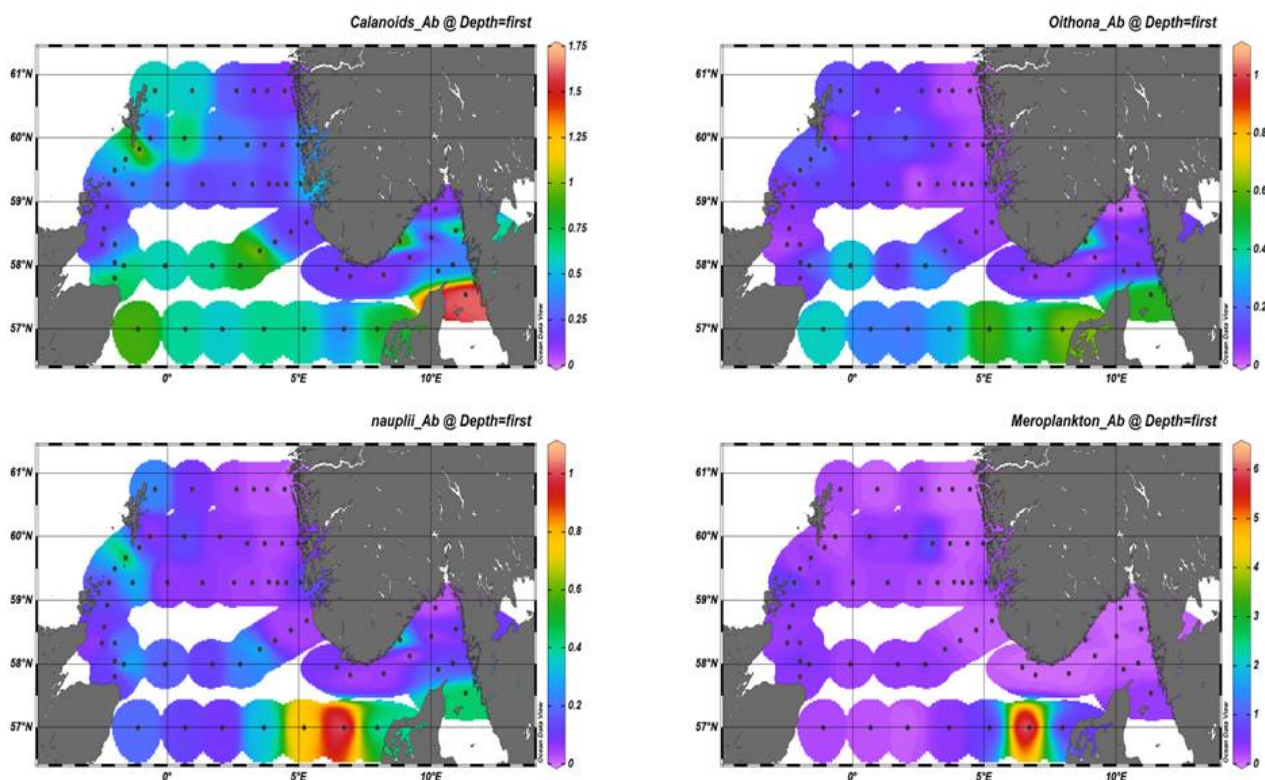 Calanoids_Ab @ Depth=first
61°N
60°N
59°N
58°N
57°N
0°
5°E
10°E
1.75
1.5
1.25
1
0.75
0.5
0.25
0
Ocean Data View
Oithona_Ab @ Depth=first
61°N
60°N
59°N
58°N
57°N
0°
5°E
10°E
1
0.8
0.6
0.4
0.2
0
Ocean Data View
nauplii_Ab @ Depth=first
61°N
60°N
59°N
58°N
57°N
0°
5°E
10°E
1
0.8
0.6
0.4
0.2
0
Ocean Data View
Meroplankton_Ab @ Depth=first
61°N
60°N
59°N
58°N
57°N
0°
5°E
10°E
6
5
4
3
2
1
0
Ocean Data View